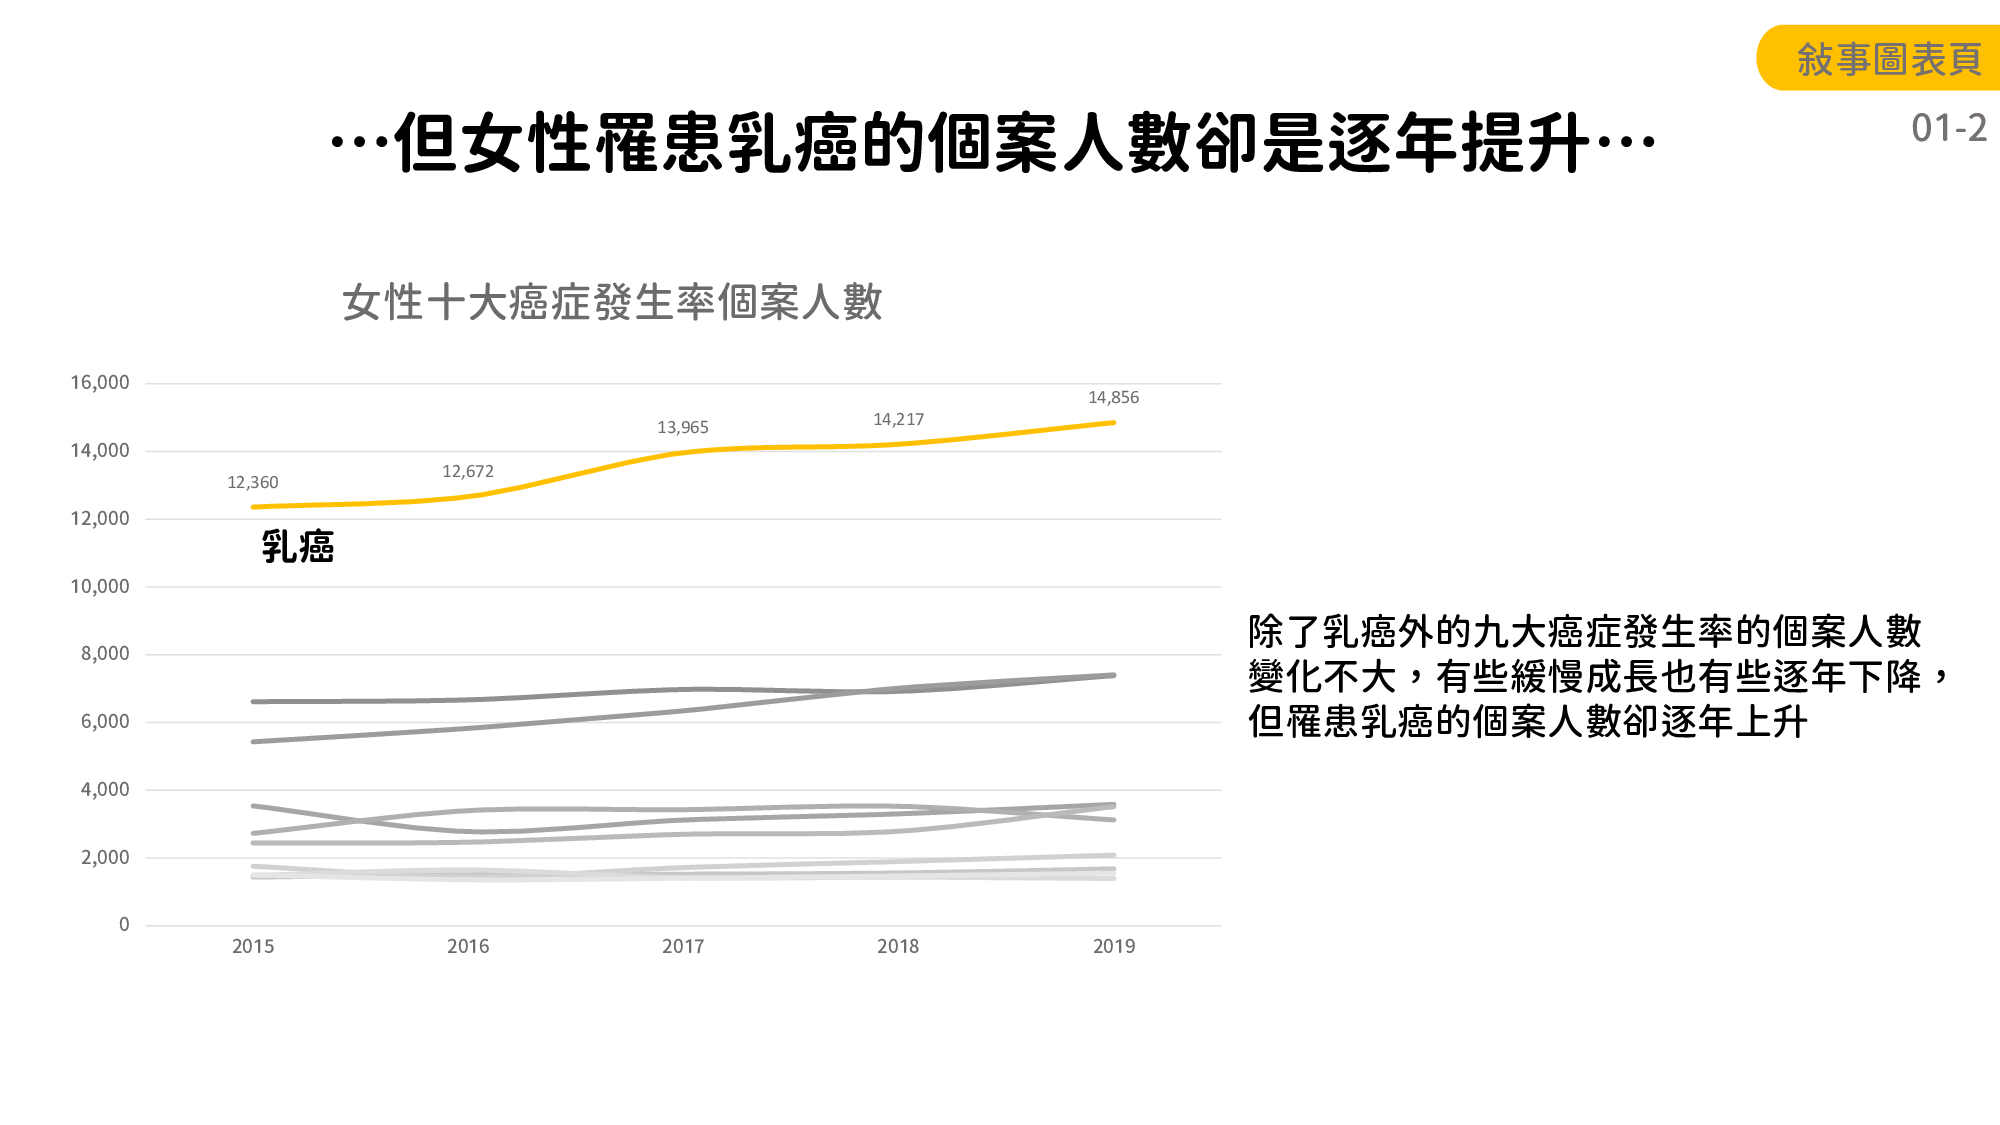 敍事圖表頁
01-2
…但女性罹患乳癌的個案人數卻是逐年提升…
女性十大癌症發生率個案人數
16,000
14,000
12,000
10,000
8,000
6,000
4,000
2,000
0
12,360
12,672
13,965
14,217
14,856
乳癌
2015
2016
2017
2018
2019
除了乳癌外的九大癌症發生率的個案人數
變化不大，有些緩慢成長也有些逐年下降，
但罹患乳癌的個案人數卻逐年上升